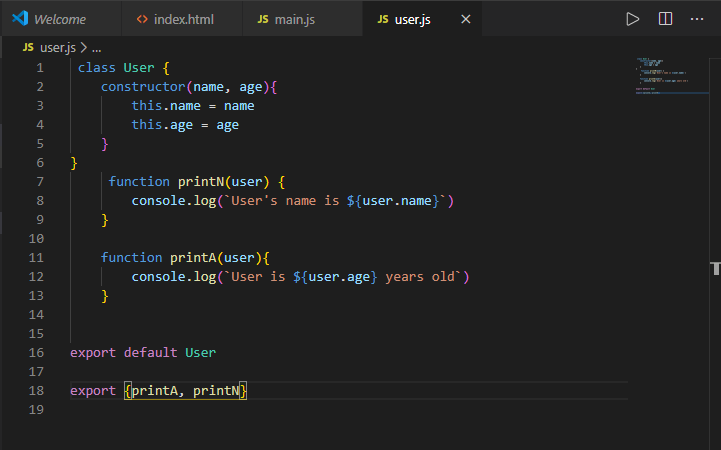 Welcome <> index.html JS main.js JS user.js ×
JS user.js > ...
1 class User {
2 constructor(name, age){
3 this.name = name
4 this.age = age
5 }
6 }
7 function printN(user) {
8 console.log(`User's name is ${user.name}`)
9 }
10
11 function printA(user){
12 console.log(`User is ${user.age} years old`)
13 }
14
15
16 export default User
17
18 export {printA, printN}
19